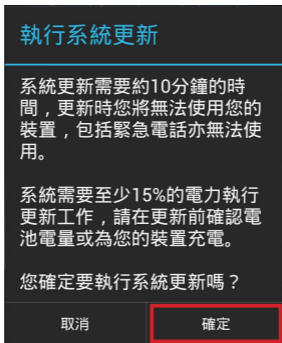 執行系統更新
系統更新需要約10分鐘的時
間，更新時您將無法使用您的
裝置，包括緊急電話亦無法使
用。
系統需要至少15%的電力執行
更新工作，請在更新前確認電
池電量或為您的裝置充電。
您確定要執行系統更新嗎？
取消
確定